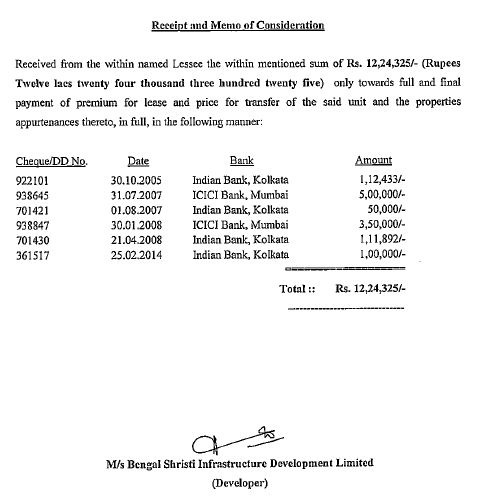 Receipt and Memo of Consideration
Received from the within named Lessee the within mentioned sum of Rs. 12,24,325/- (Rupees
Twelve lacs twenty four thousand three hundred twenty five) only towards full and final
payment of premium for lease and price for transfer of the said unit and the properties
appurtenances thereto, in full, in the following manner:
Cheque/DD No. Date Bank Amount
922101 30.10.2005 Indian Bank, Kolkata 1,12,433/-
938645 31.07.2007 ICICI Bank, Mumbai 5,00,000/-
701421 01.08.2007 Indian Bank, Kolkata 50,000/-
938847 30.01.2008 ICICI Bank, Mumbai 3,50,000/-
701430 21.04.2008 Indian Bank, Kolkata 1,11,892/-
361517 25.02.2014 Indian Bank, Kolkata 1,00,000/-
Total :: Rs. 12,24,325/-
M/s Bengal Shristi Infrastructure Development Limited
(Developer)